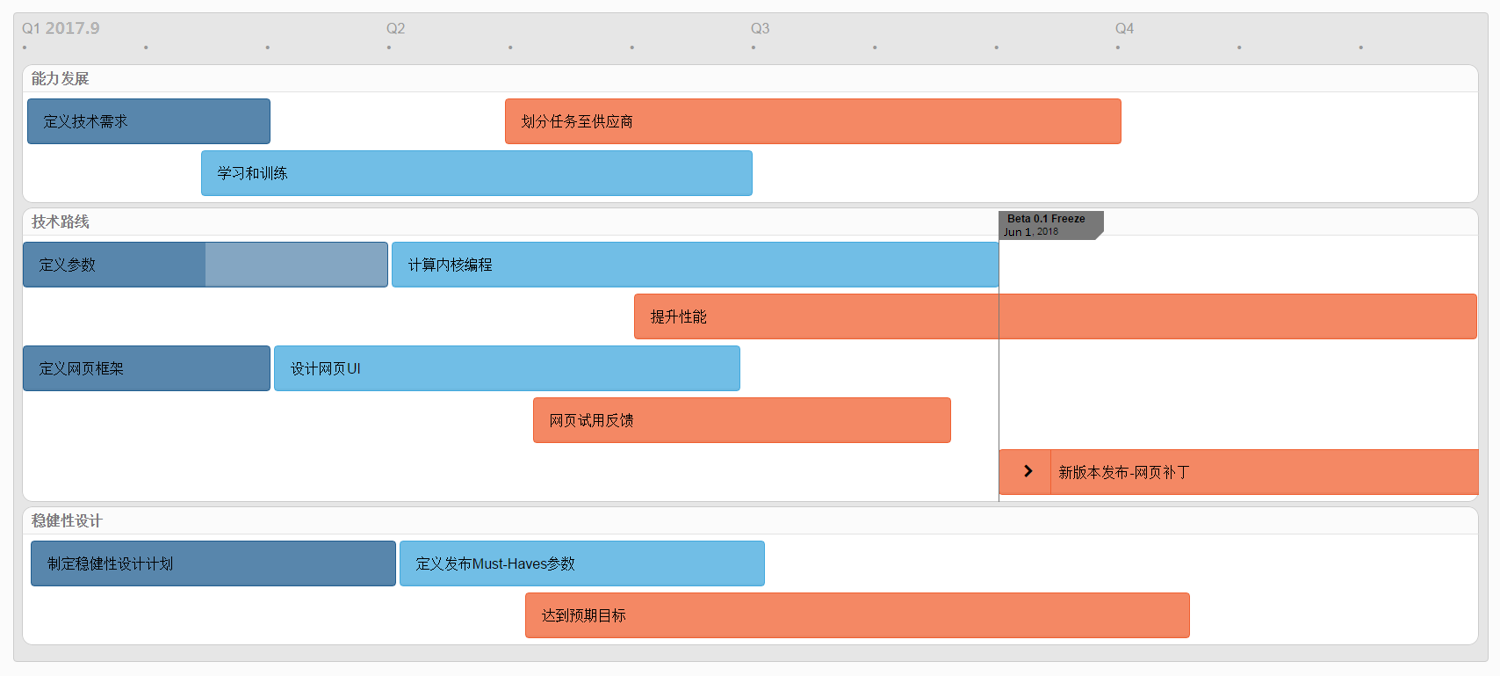 Q1 2017.9 Q2 Q3 Q4
能力发展
定义技术需求 划分任务至供应商
学习和训练
技术路线
Beta 0.1 Freeze
Jun 1, 2018
定义参数 计算内核编程
提升性能
定义网页框架 设计网页UI
网页试用反馈
新版本发布-网页补丁
稳健性设计
制定稳健性设计计划 定义发布Must-Haves参数
达到预期目标